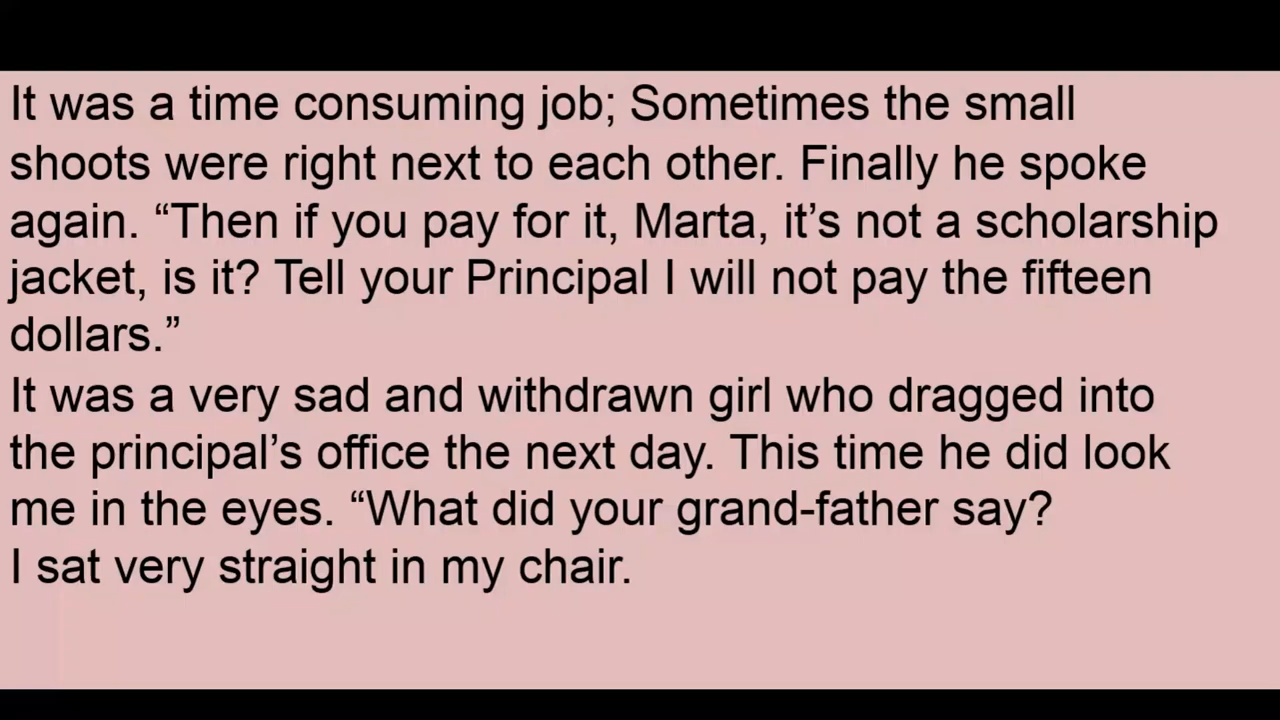 It was a time consuming job; Sometimes the small
shoots were right next to each other. Finally he spoke
again. “Then if you pay for it, Marta, it’s not a scholarship
jacket, is it? Tell your Principal I will not pay the fifteen
dollars.”
It was a very sad and withdrawn girl who dragged into
the principal’s office the next day. This time he did look
me in the eyes. “What did your grand-father say?
I sat very straight in my chair.